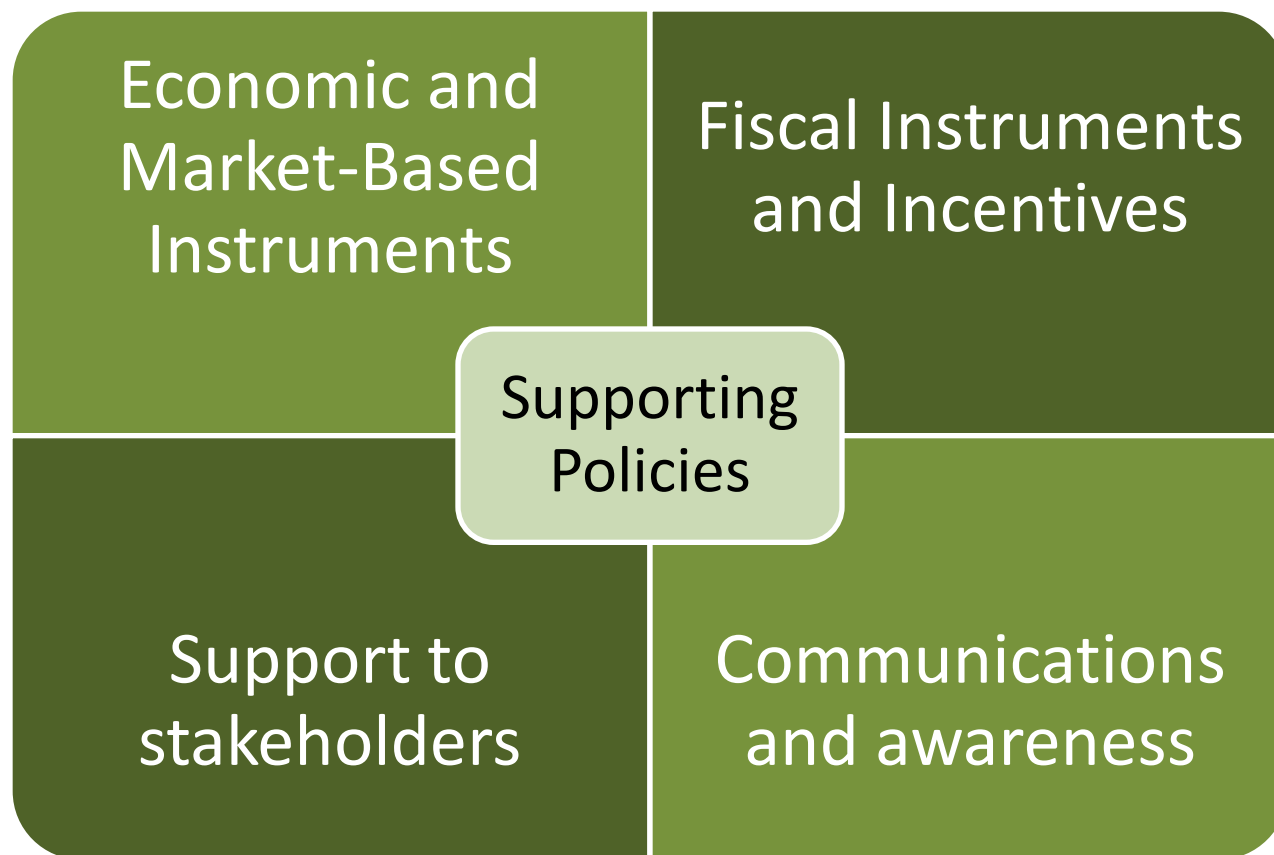 Economic and
Market-Based
Instruments
Fiscal Instruments
and Incentives
Supporting
Policies
Support to
stakeholders
Communications
and awareness